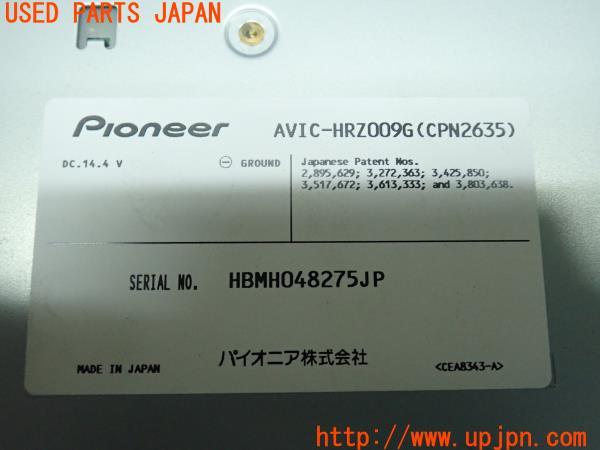 USED PARTS JAPAN
Pioneer AVIC-HRZ009G(CPN2635)
DC.14.4 V ⊖ GROUND
Japanese Patent Nos.
2,895,629; 3,272,363; 3,425,850;
3,517,672; 3,613,333; and 3,803,638.
SERIAL NO. HBMH048275JP
MADE IN JAPAN パイオニア株式会社 <CEA8343-A>
http://www.upjpn.com/